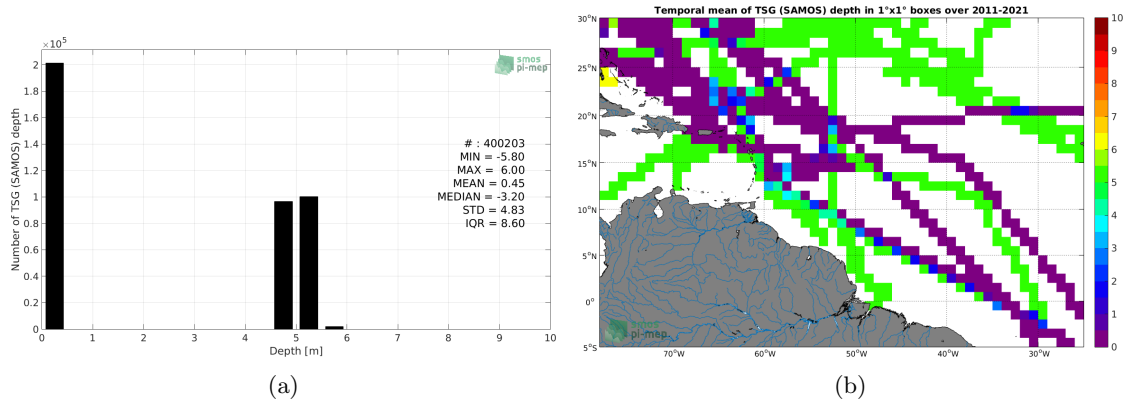 ×10^5
2
1.8
1.6
1.4
1.2
1
0.8
0.6
0.4
0.2
0
Number of TSG (SAMOS) depth
smos
pi-mep
# : 400203
MIN = -5.80
MAX = 6.00
MEAN = 0.45
MEDIAN = -3.20
STD = 4.83
IQR = 8.60
0 1 2 3 4 5 6 7 8 9 10
Depth [m]
(a)
Temporal mean of TSG (SAMOS) depth in 1°x1° boxes over 2011-2021
30°N
25°N
20°N
15°N
10°N
5°N
0°
5°S
70°W 60°W 50°W 40°W 30°W
smos
pi-mep
10
9
8
7
6
5
4
3
2
1
0
(b)